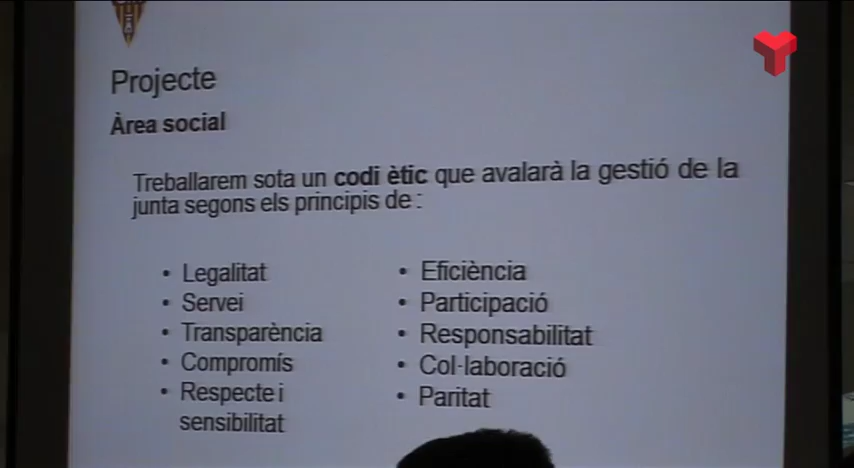 Projecte
Àrea social
Treballarem sota un codi ètic que avalarà la gestió de la
junta segons els principis de :
• Legalitat
• Servei
• Transparència
• Compromís
• Respecte i
sensibilitat
• Eficiència
• Participació
• Responsabilitat
• Col·laboració
• Paritat